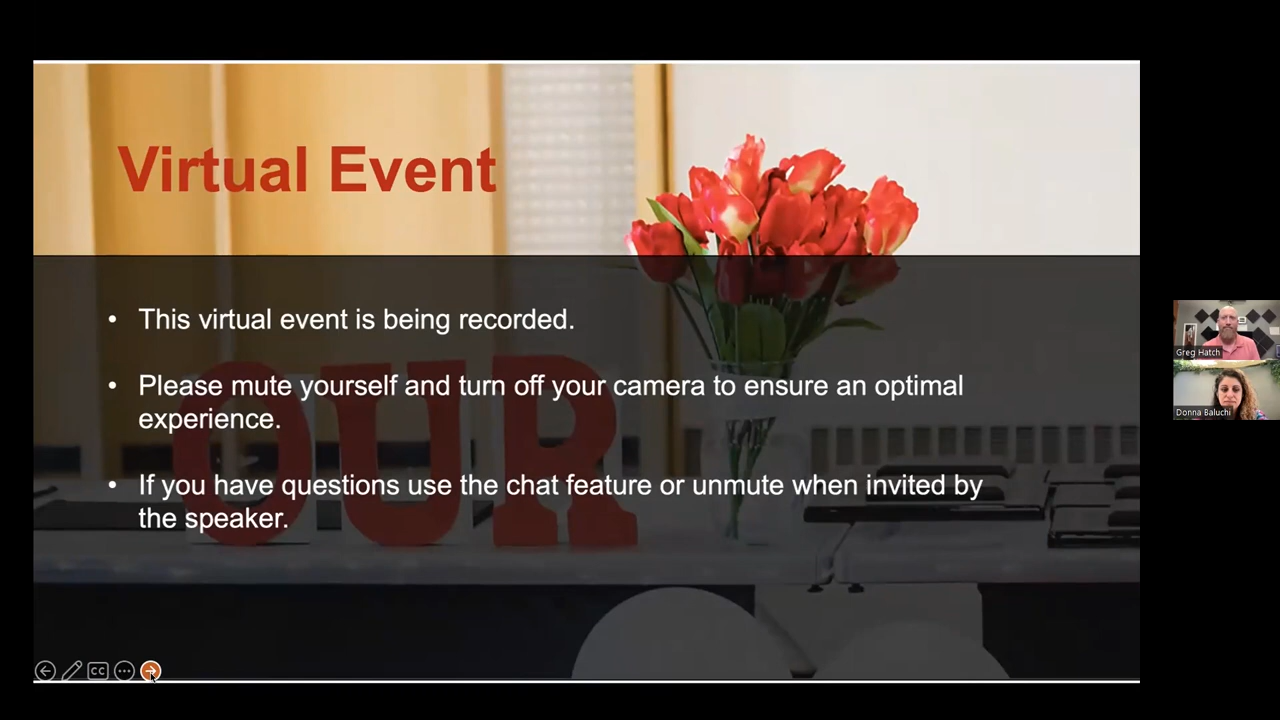 Virtual Event
• This virtual event is being recorded.
• Please mute yourself and turn off your camera to ensure an optimal
experience.
• If you have questions use the chat feature or unmute when invited by
the speaker.
OUR
CC
Greg Hatch
Donna Baluchi